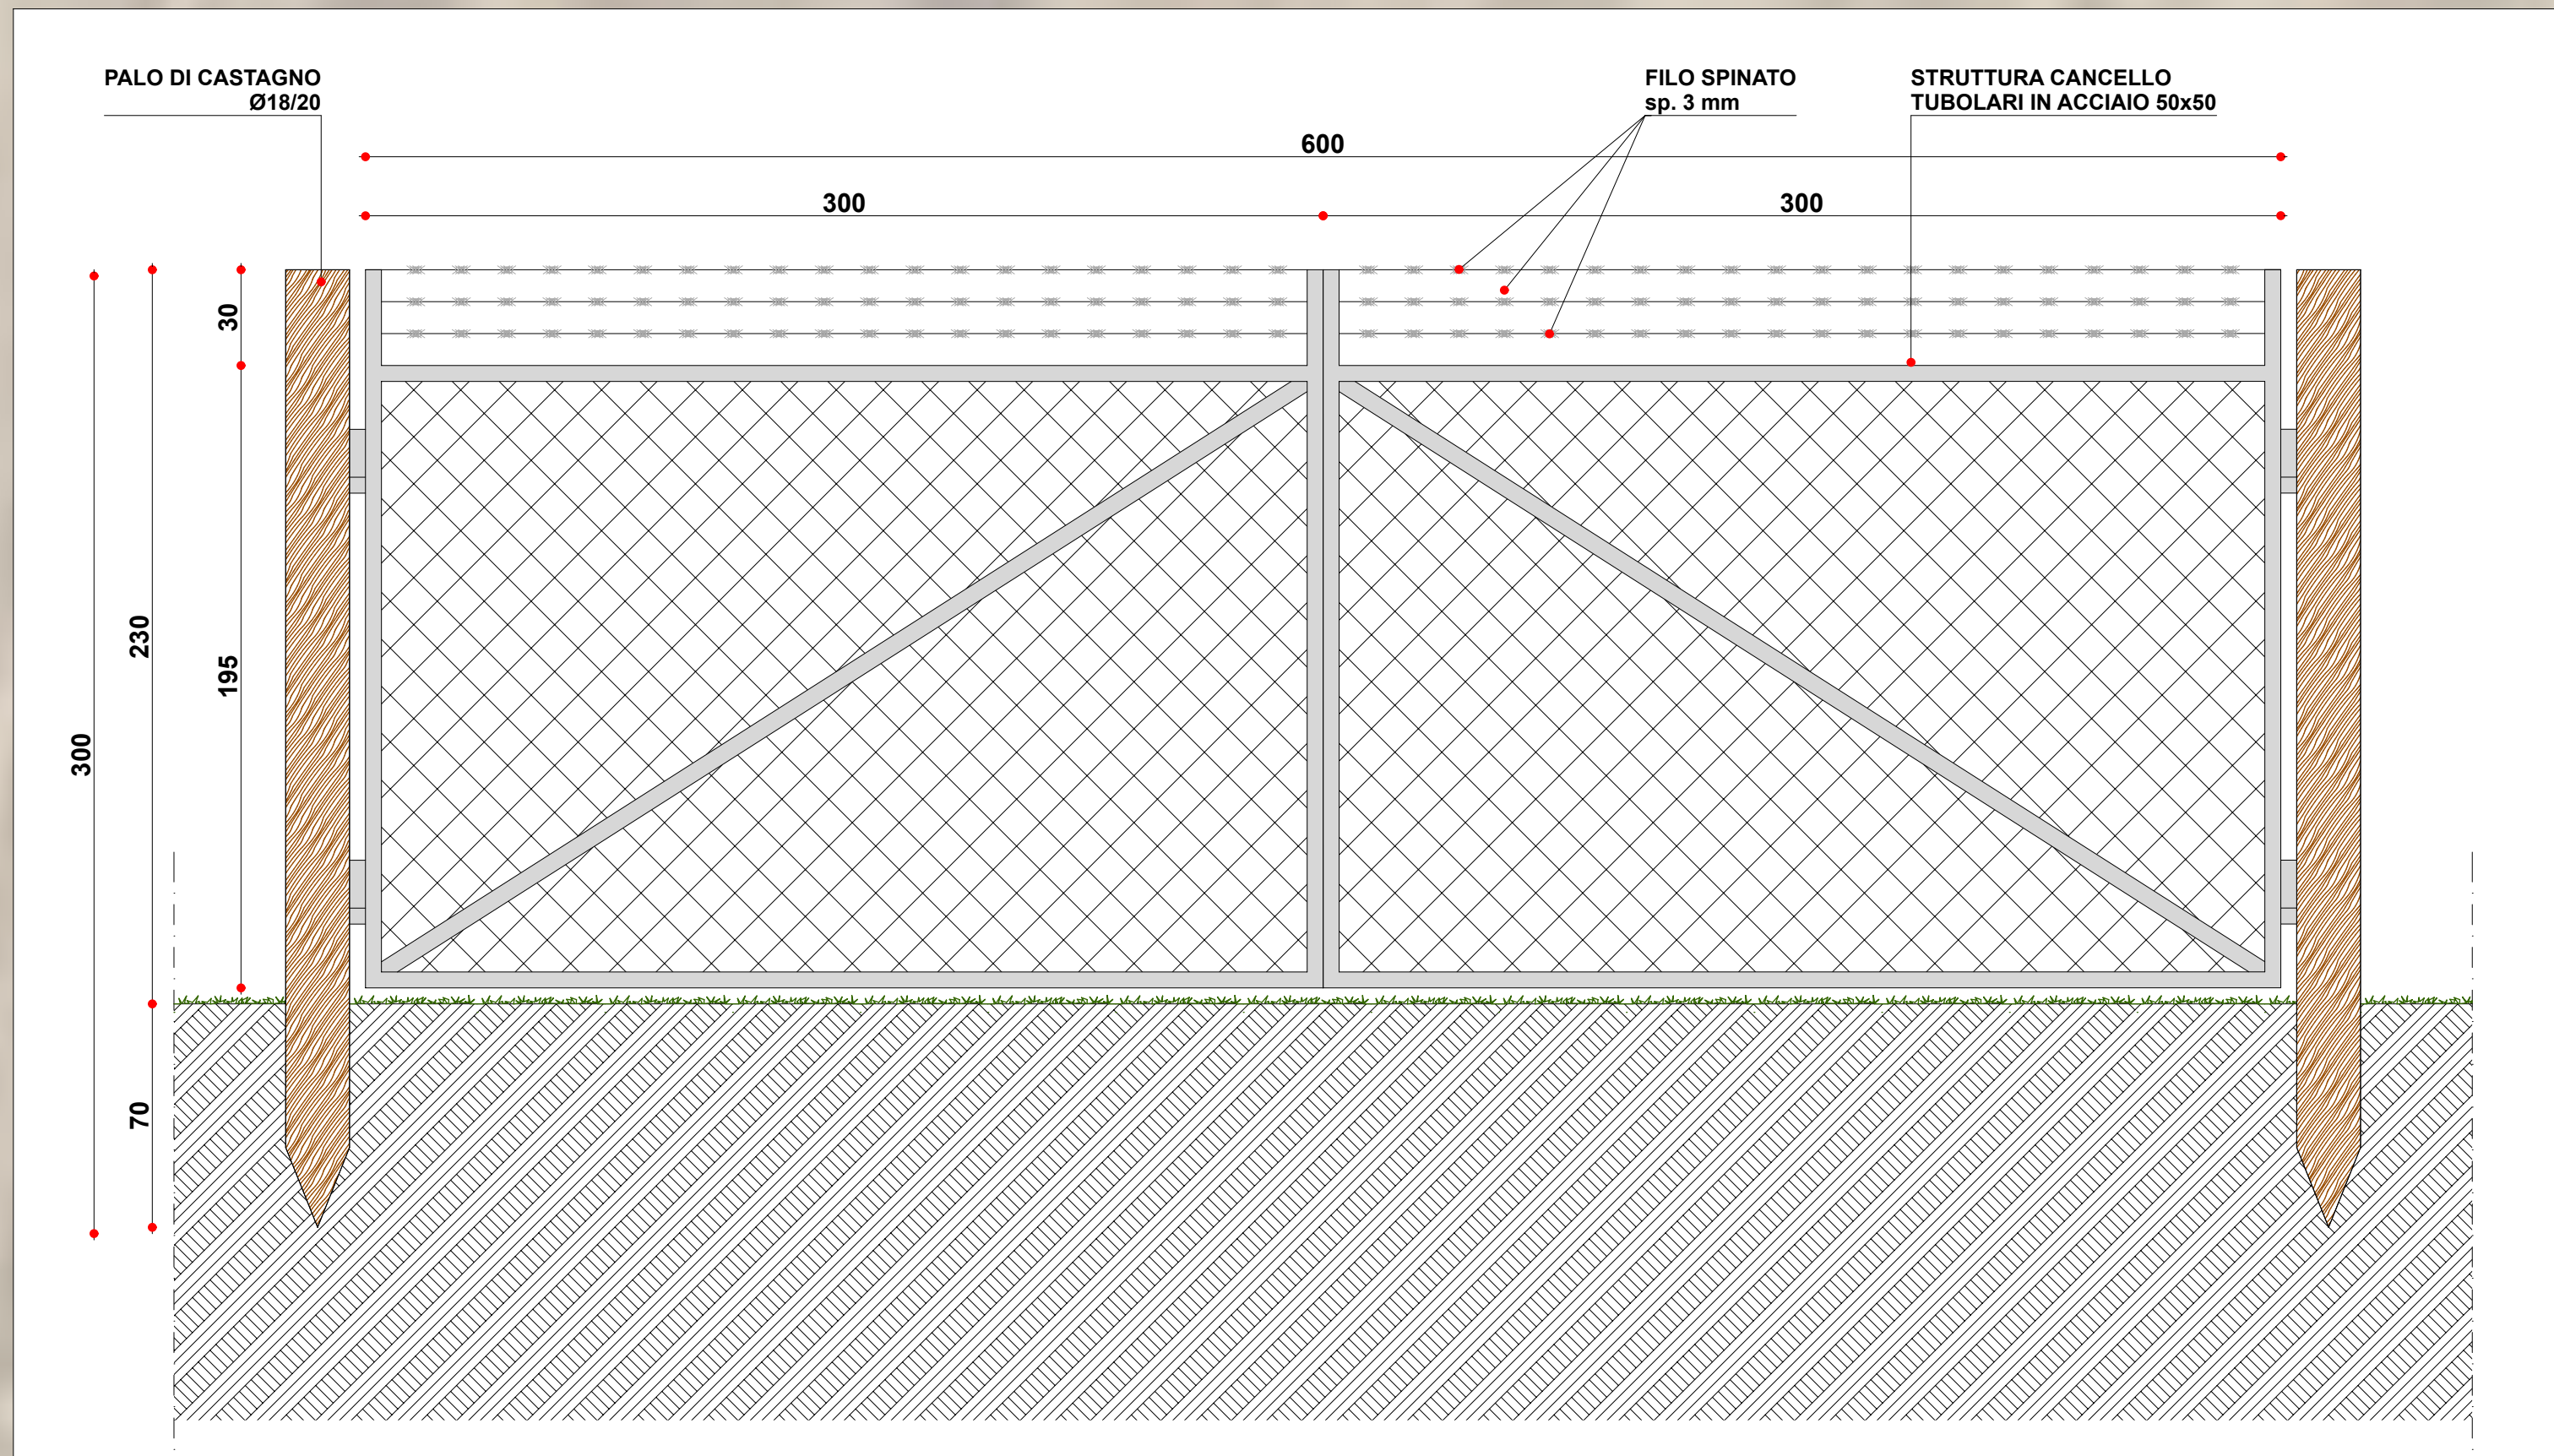 PALO DI CASTAGNO
Ø18/20
FILO SPINATO
sp. 3 mm
STRUTTURA CANCELLO
TUBOLARI IN ACCIAIO 50x50
600
300
300
30
230
195
300
70